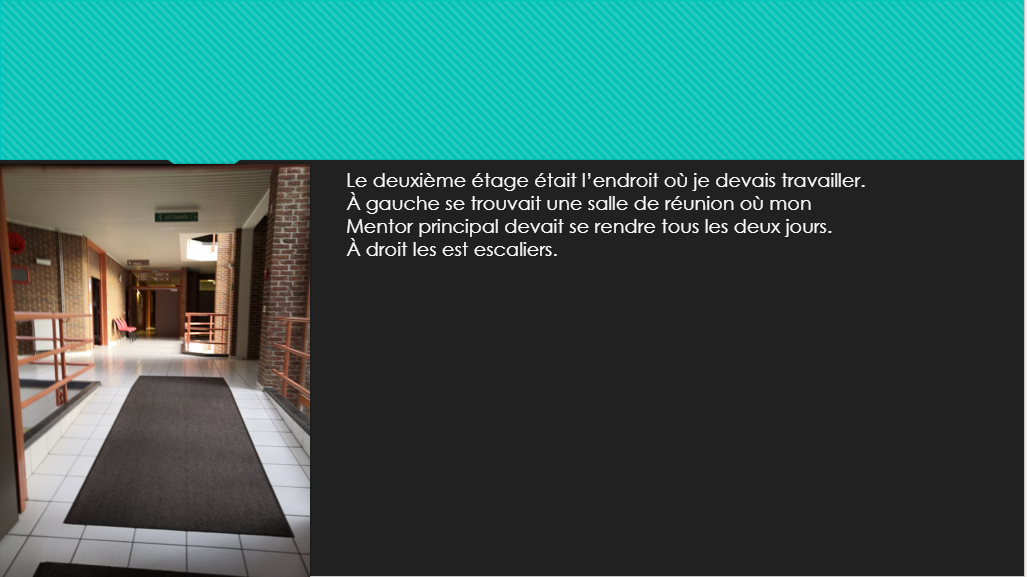 Le deuxième étage était l’endroit où je devais travailler.
À gauche se trouvait une salle de réunion où mon
Mentor principal devait se rendre tous les deux jours.
À droit les est escaliers.